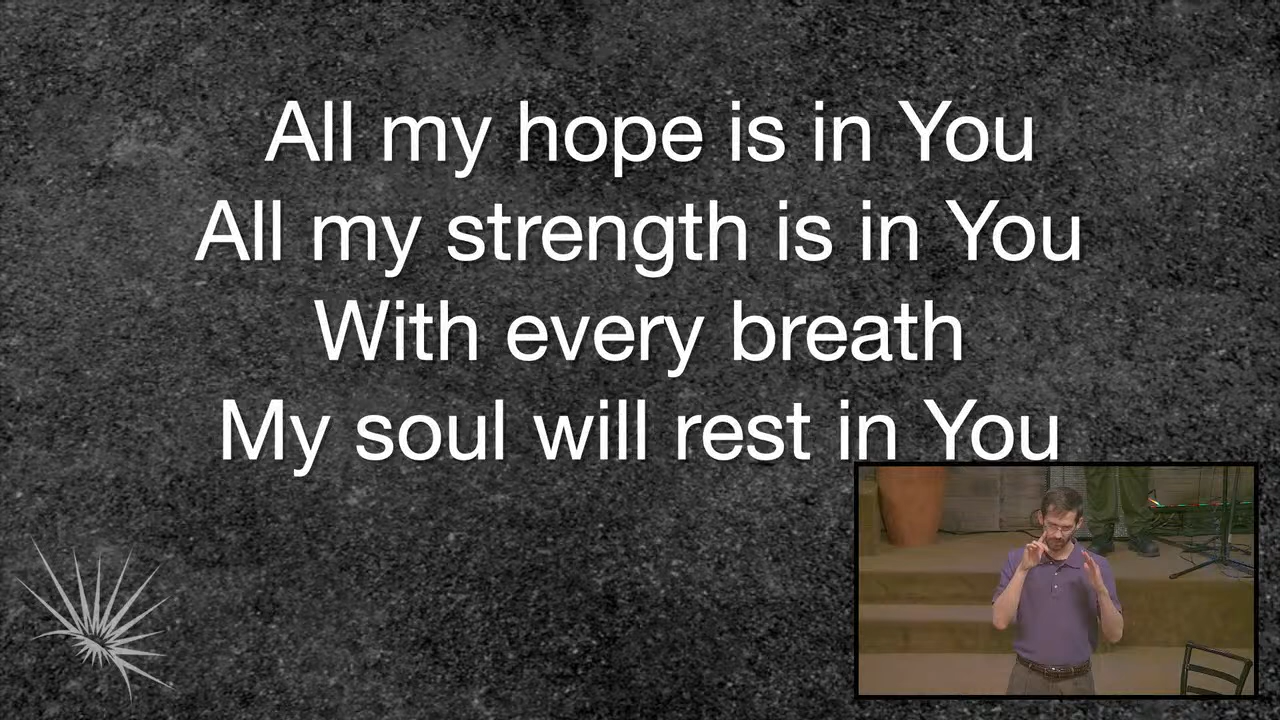 All my hope is in You
All my strength is in You
With every breath
My soul will rest in You